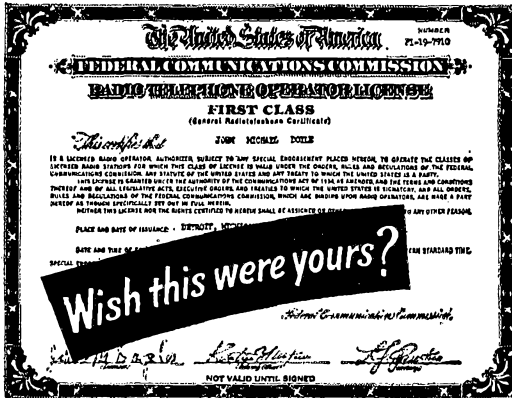 The United States of America
NUMBER
P1-19-7910
FEDERAL COMMUNICATIONS COMMISSION
RADIO TELEPHONE OPERATOR LICENSE
FIRST CLASS
(General Radiotelephone Certificate)
This certifies that
JOHN MICHAEL DOYLE
IS A LICENSED RADIO OPERATOR AUTHORIZED, SUBJECT TO ANY SPECIAL ENDORSEMENT PLACED HEREON, TO OPERATE THE CLASSES OF
LICENSED RADIO STATIONS FOR WHICH THIS CLASS OF LICENSE IS VALID UNDER THE ORDERS, RULES AND REGULATIONS OF THE FEDERAL
COMMUNICATIONS COMMISSION, ANY STATUTE OF THE UNITED STATES AND ANY TREATY TO WHICH THE UNITED STATES IS A PARTY.
THIS LICENSE IS GRANTED UNDER THE AUTHORITY OF THE COMMUNICATIONS ACT OF 1934, AS AMENDED, AND THE TERMS AND CONDITIONS
THEREOF AND OF ALL LEGISLATIVE ACTS, EXECUTIVE ORDERS, AND TREATIES TO WHICH THE UNITED STATES IS SIGNATORY, AND ALL ORDERS,
RULES AND REGULATIONS OF THE FEDERAL COMMUNICATIONS COMMISSION, WHICH ARE BINDING UPON RADIO OPERATORS, ARE MADE A PART
HEREOF AS THOUGH SPECIFICALLY SET OUT IN FULL HEREIN.
NEITHER THIS LICENSE NOR THE RIGHTS CERTIFIED TO HEREIN SHALL BE ASSIGNED OR TO ANY OTHER PERSON.
PLACE AND DATE OF ISSUANCE: DETROIT,
DATE AND TIME OF STANDARD TIME.
SPECIAL
Wish this were yours?
Federal Communications Commission.
NOT VALID UNTIL SIGNED